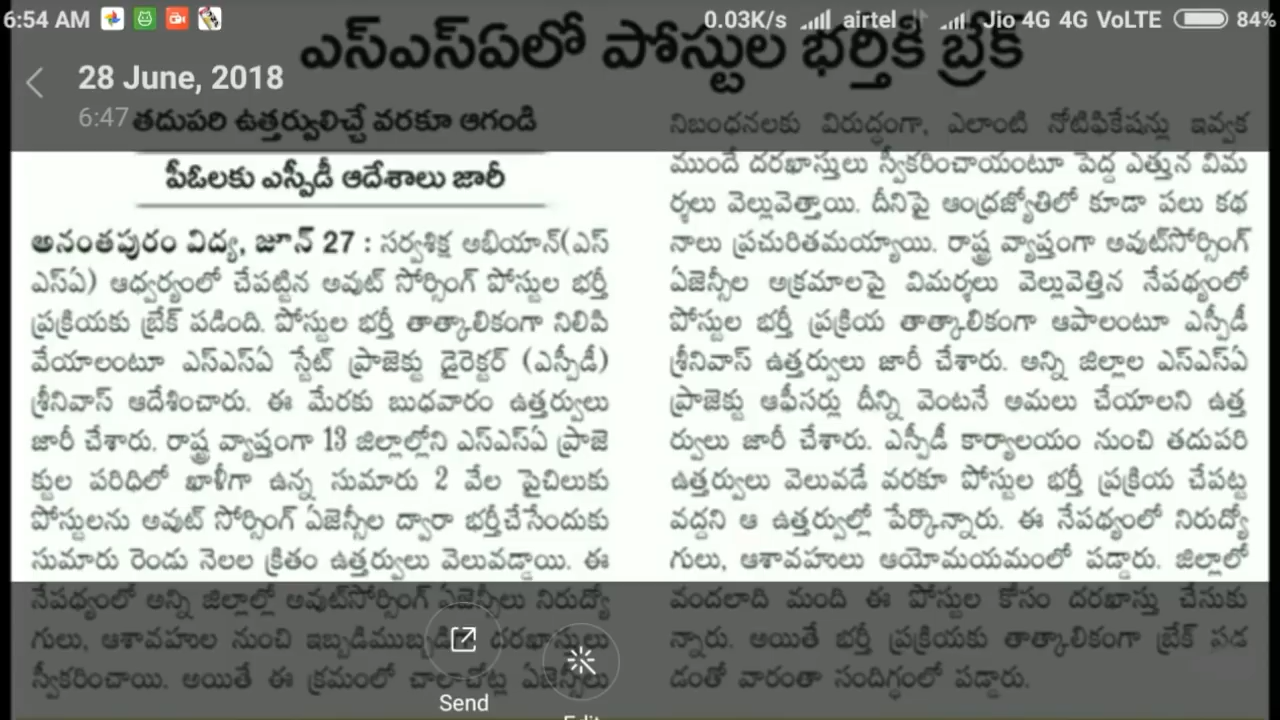 6:54 AM 0.03K/s airtel Jio 4G 4G VoLTE 84%
ఎస్ఎస్ఏలో పోస్టుల భర్తీకి బ్రేక్
28 June, 2018
6:47
తదుపరి ఉత్తర్వులిచ్చే వరకూ ఆగండి
పీఓలకు ఎస్పీడీ ఆదేశాలు జారీ
అనంతపురం విద్య, జూన్ 27 : సర్వశిక్ష అభియాన్(ఎస్
ఎస్ఏ) ఆధ్వర్యంలో చేపట్టిన అవుట్ సోర్సింగ్ పోస్టుల భర్తీ
ప్రక్రియకు బ్రేక్ పడింది. పోస్టుల భర్తీ తాత్కాలికంగా నిలిపి
వేయాలంటూ ఎస్ఎస్ఏ స్టేట్ ప్రాజెక్టు డైరెక్టర్ (ఎస్పీడీ)
శ్రీనివాస్ ఆదేశించారు. ఈ మేరకు బుధవారం ఉత్తర్వులు
జారీ చేశారు. రాష్ట్ర వ్యాప్తంగా 13 జిల్లాల్లోని ఎస్ఎస్ఏ ప్రాజె
క్టుల పరిధిలో ఖాళీగా ఉన్న సుమారు 2 వేల పైచిలుకు
పోస్టులను అవుట్ సోర్సింగ్ ఏజెన్సీల ద్వారా భర్తీచేసేందుకు
సుమారు రెండు నెలల క్రితం ఉత్తర్వులు వెలువడ్డాయి. ఈ
నేపథ్యంలో అన్ని జిల్లాల్లో అవుట్‌సోర్సింగ్ ఏజెన్సీలు నిరుద్యో
గులు, ఆశావహుల నుంచి ఇబ్బడిముబ్బడిగా దరఖాస్తులు
స్వీకరించాయి. అయితే ఈ క్రమంలో చాలాచోట్ల ఏజెన్సీలు
నిబంధనలకు విరుద్ధంగా, ఎలాంటి నోటిఫికేషన్లు ఇవ్వక
ముందే దరఖాస్తులు స్వీకరించాయంటూ పెద్ద ఎత్తున విమ
ర్శలు వెల్లువెత్తాయి. దీనిపై ఆంధ్రజ్యోతిలో కూడా పలు కథ
నాలు ప్రచురితమయ్యాయి. రాష్ట్ర వ్యాప్తంగా అవుట్‌సోర్సింగ్
ఏజెన్సీల అక్రమాలపై విమర్శలు వెల్లువెత్తిన నేపథ్యంలో
పోస్టుల భర్తీ ప్రక్రియ తాత్కాలికంగా ఆపాలంటూ ఎస్పీడీ
శ్రీనివాస్ ఉత్తర్వులు జారీ చేశారు. అన్ని జిల్లాల ఎస్ఎస్ఏ
ప్రాజెక్టు ఆఫీసర్లు దీన్ని వెంటనే అమలు చేయాలని ఉత్త
ర్వులు జారీ చేశారు. ఎస్పీడీ కార్యాలయం నుంచి తదుపరి
ఉత్తర్వులు వెలువడే వరకూ పోస్టుల భర్తీ ప్రక్రియ చేపట్ట
వద్దని ఆ ఉత్తర్వుల్లో పేర్కొన్నారు. ఈ నేపథ్యంలో నిరుద్యో
గులు, ఆశావహులు ఆయోమయమంలో పడ్డారు. జిల్లాలో
వందలాది మంది ఈ పోస్టుల కోసం దరఖాస్తు చేసుకు
న్నారు. అయితే భర్తీ ప్రక్రియకు తాత్కాలికంగా బ్రేక్ పడ
డంతో వారంతా సందిగ్ధంలో పడ్డారు.
Send